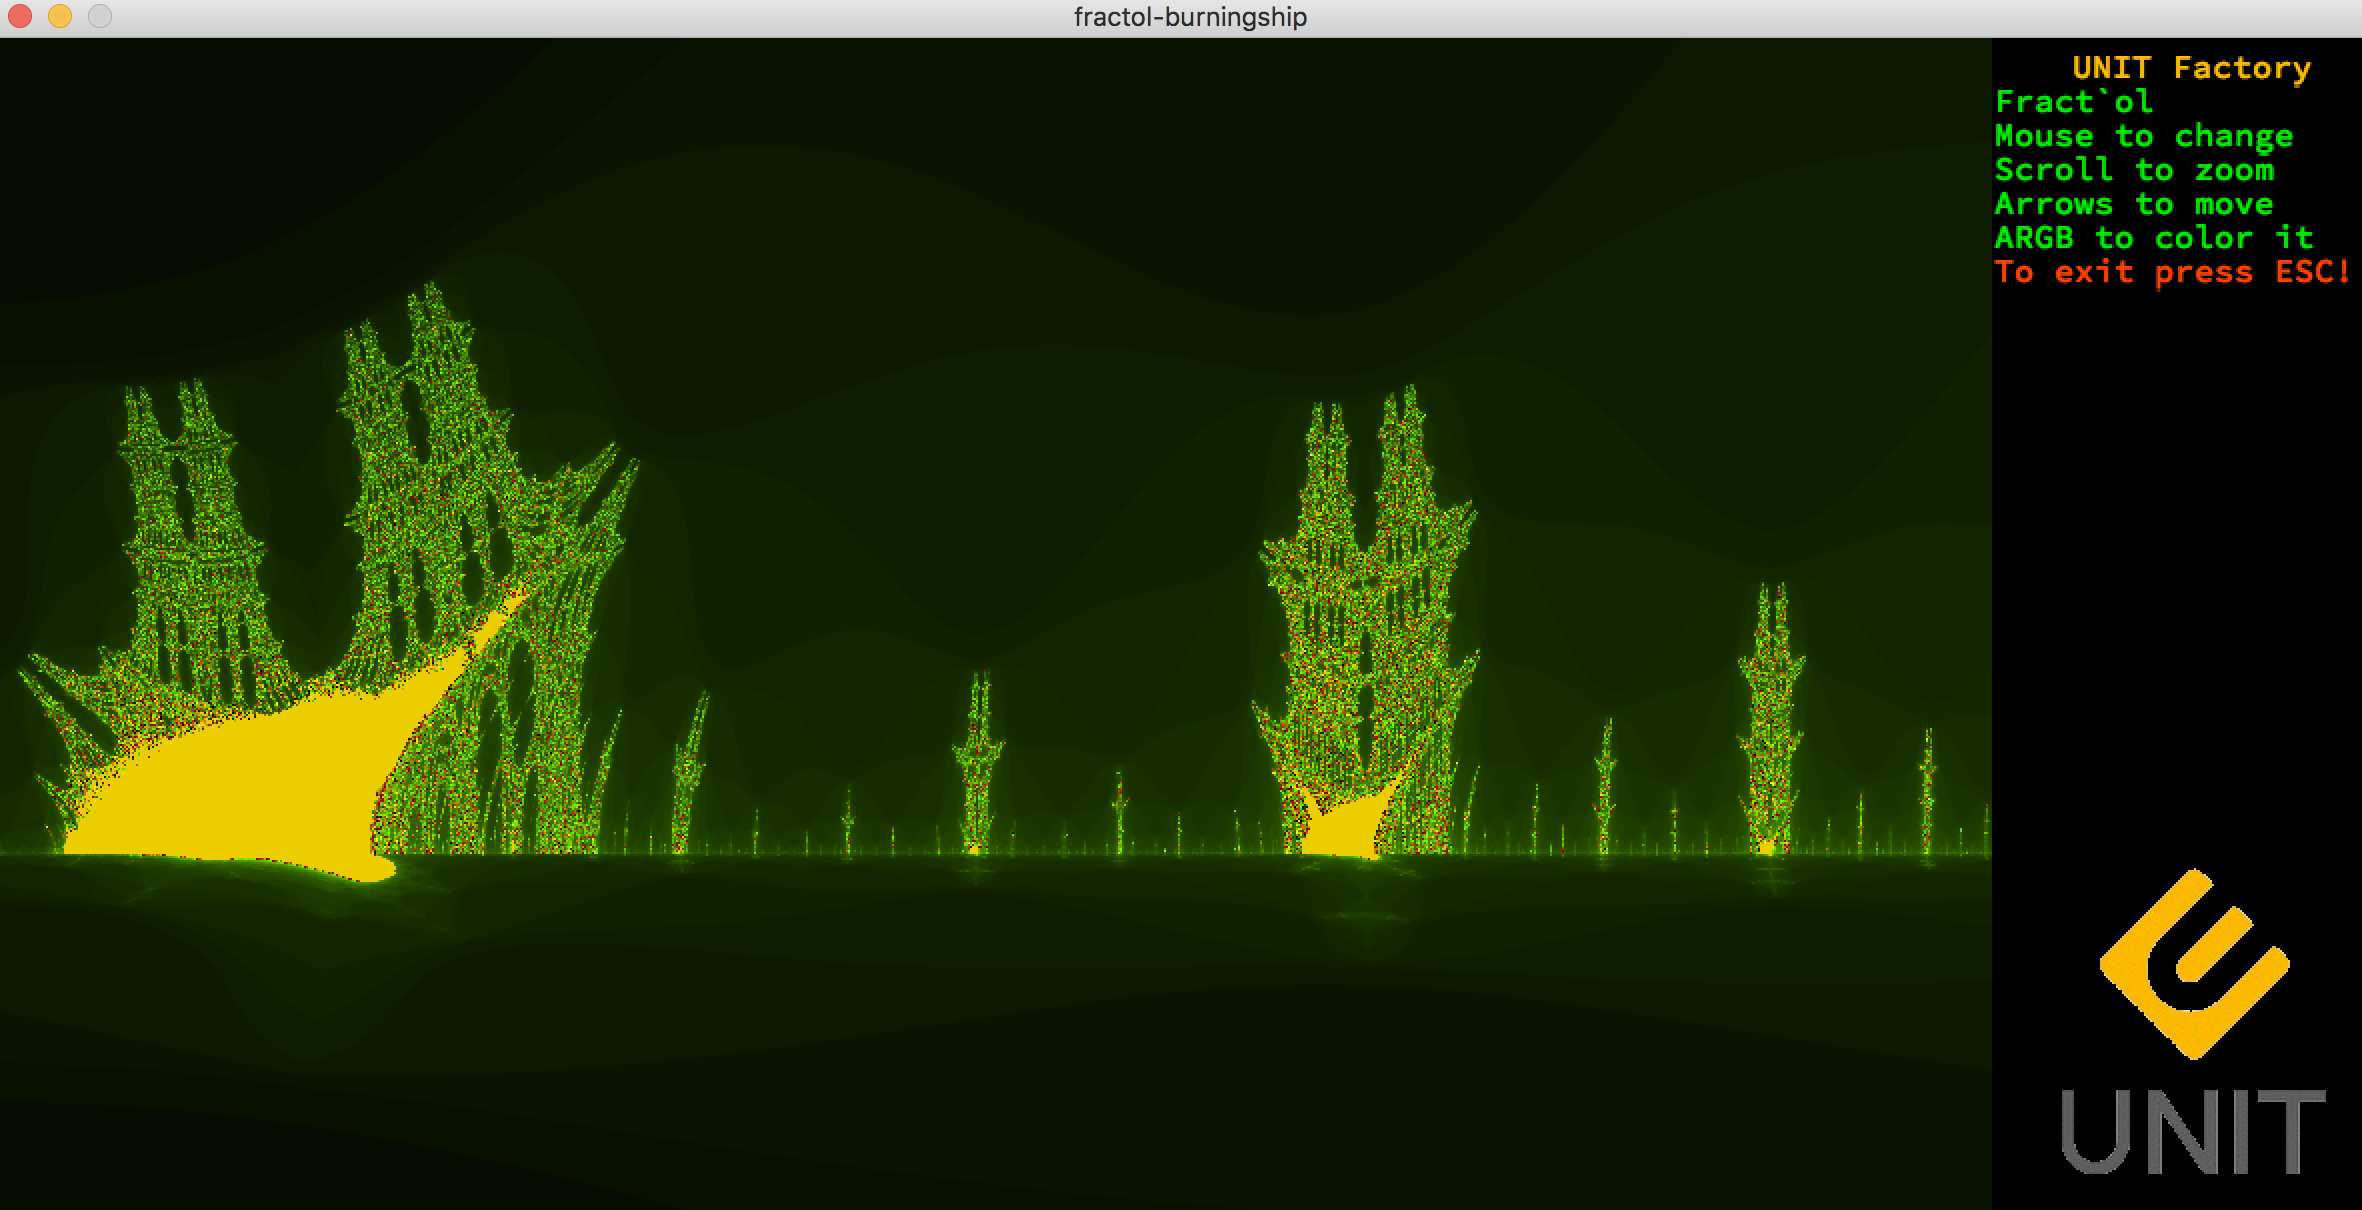 fractol-burningship
UNIT Factory
Fract`ol
Mouse to change
Scroll to zoom
Arrows to move
ARGB to color it
To exit press ESC!
UNIT